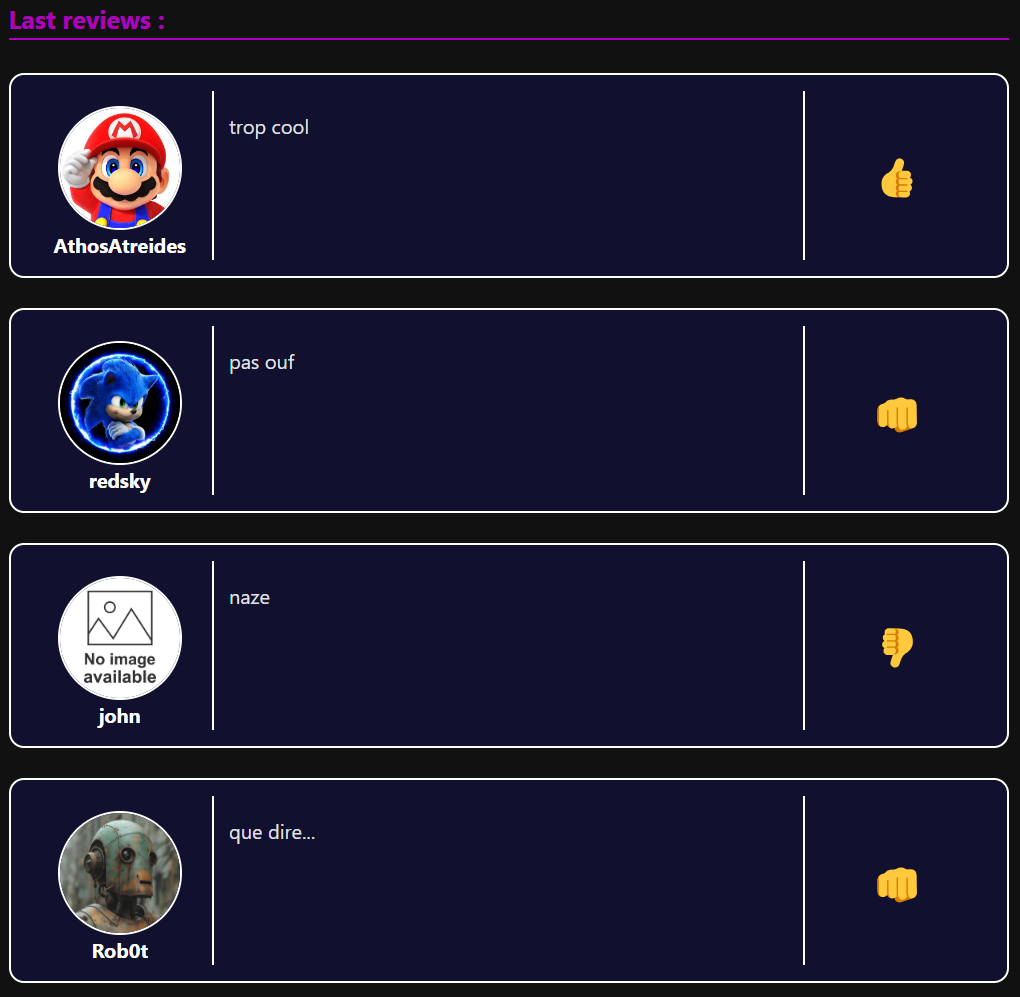 Last reviews :
trop cool
M
AthosAtreides
pas ouf
redsky
naze
No image
available
john
que dire...
Rob0t